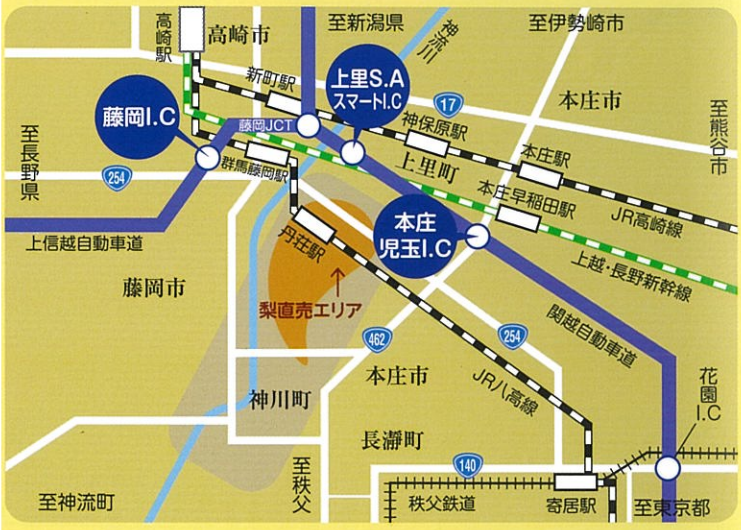 高崎駅
高崎市
至新潟県
神流川
至伊勢崎市
新町駅
上里S.A
スマートI.C
17
本庄市
藤岡I.C
藤岡JCT
神保原駅
至熊谷市
至長野県
254
群馬藤岡駅
上里町
本庄駅
本庄早稲田駅
JR高崎線
上信越自動車道
丹荘駅
本庄
児玉I.C
上越・長野新幹線
藤岡市
梨直売エリア
関越自動車道
462
254
神川町
本庄市
JR八高線
花園
I.C
長瀞町
至秩父
140
至神流町
秩父鉄道
寄居駅
至東京都